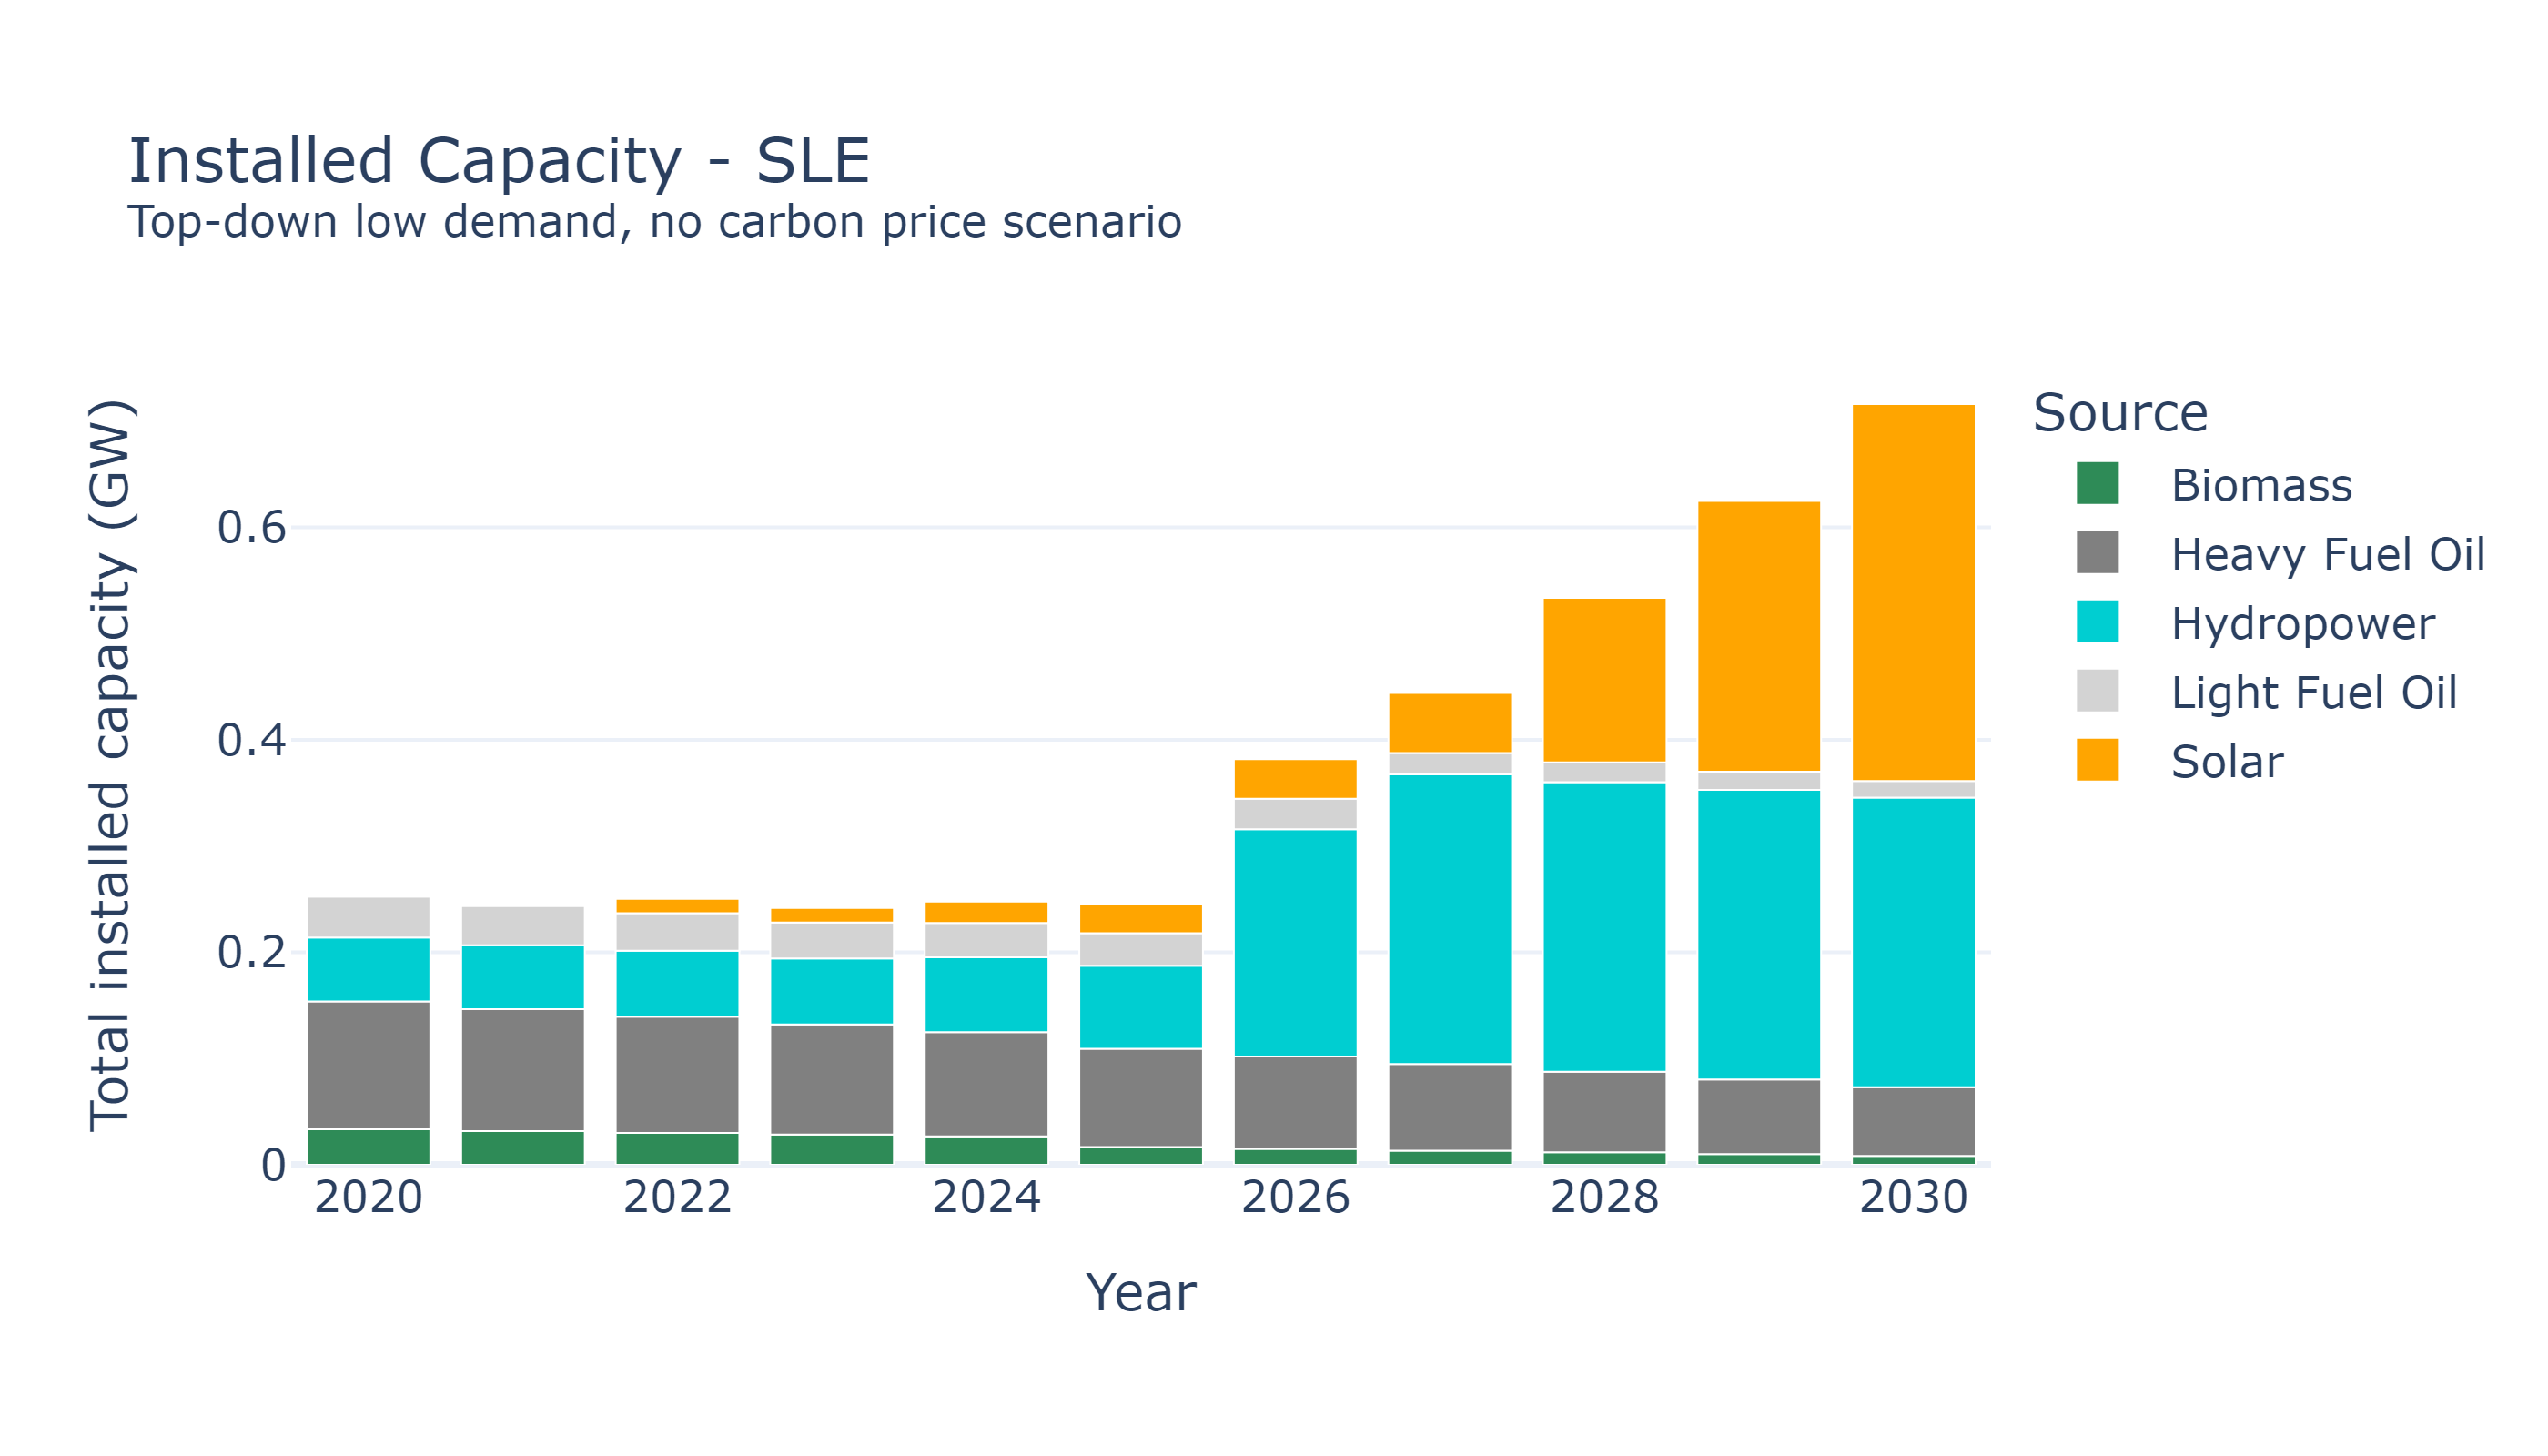 Installed Capacity - SLE
Top-down low demand, no carbon price scenario
Total installed capacity (GW)
0.6
0.4
0.2
0
2020 2022 2024 2026 2028 2030
Year
Source
Biomass
Heavy Fuel Oil
Hydropower
Light Fuel Oil
Solar